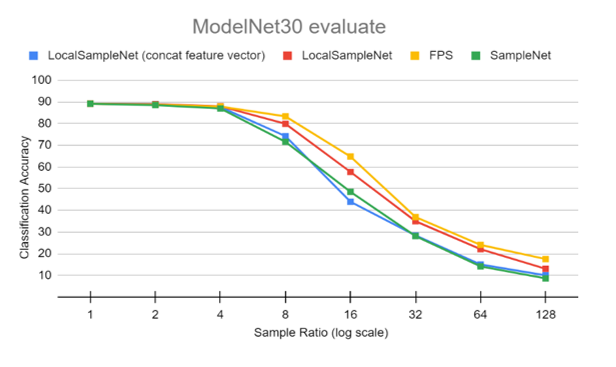 ModelNet30 evaluate
LocalSampleNet (concat feature vector) LocalSampleNet FPS SampleNet
100
90
80
70
60
50
40
30
20
10
Classification Accuracy
1 2 4 8 16 32 64 128
Sample Ratio (log scale)